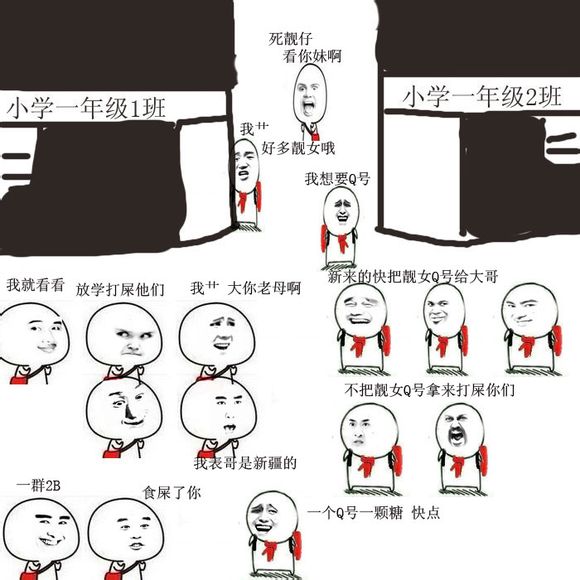 死靓仔
看你妹啊
小学一年级1班
小学一年级2班
我艹
好多靓女哦
我想要Q号
我就看看
放学打屎他们
我艹 大你老母啊
新来的快把靓女Q号给大哥
不把靓女Q号拿来打屎你们
我表哥是新疆的
一群2B
食屎了你
一个Q号一颗糖 快点